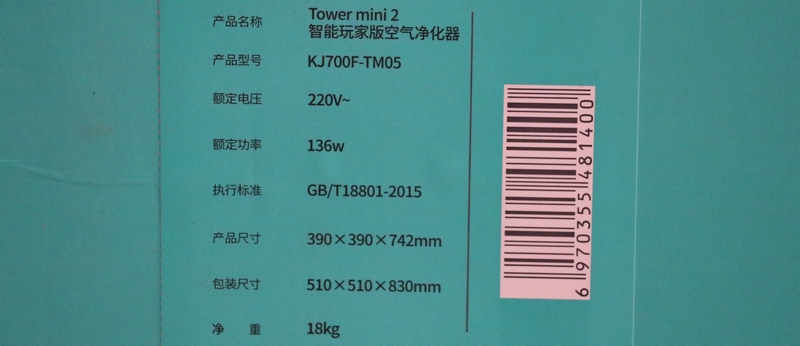 产品名称 Tower mini 2
智能玩家版空气净化器
产品型号 KJ700F-TM05
额定电压 220V~
额定功率 136w
执行标准 GB/T18801-2015
产品尺寸 390×390×742mm
包装尺寸 510×510×830mm
净 重 18kg
6 970355 481400